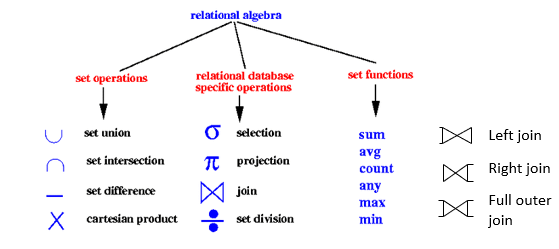 relational algebra
set operations
relational database
specific operations
set functions
∪ set union
∩ set intersection
− set difference
X cartesian product
σ selection
π projection
⋈ join
set division
sum
avg
count
any
max
min
⟕ Left join
⟖ Right join
⟗ Full outer
join